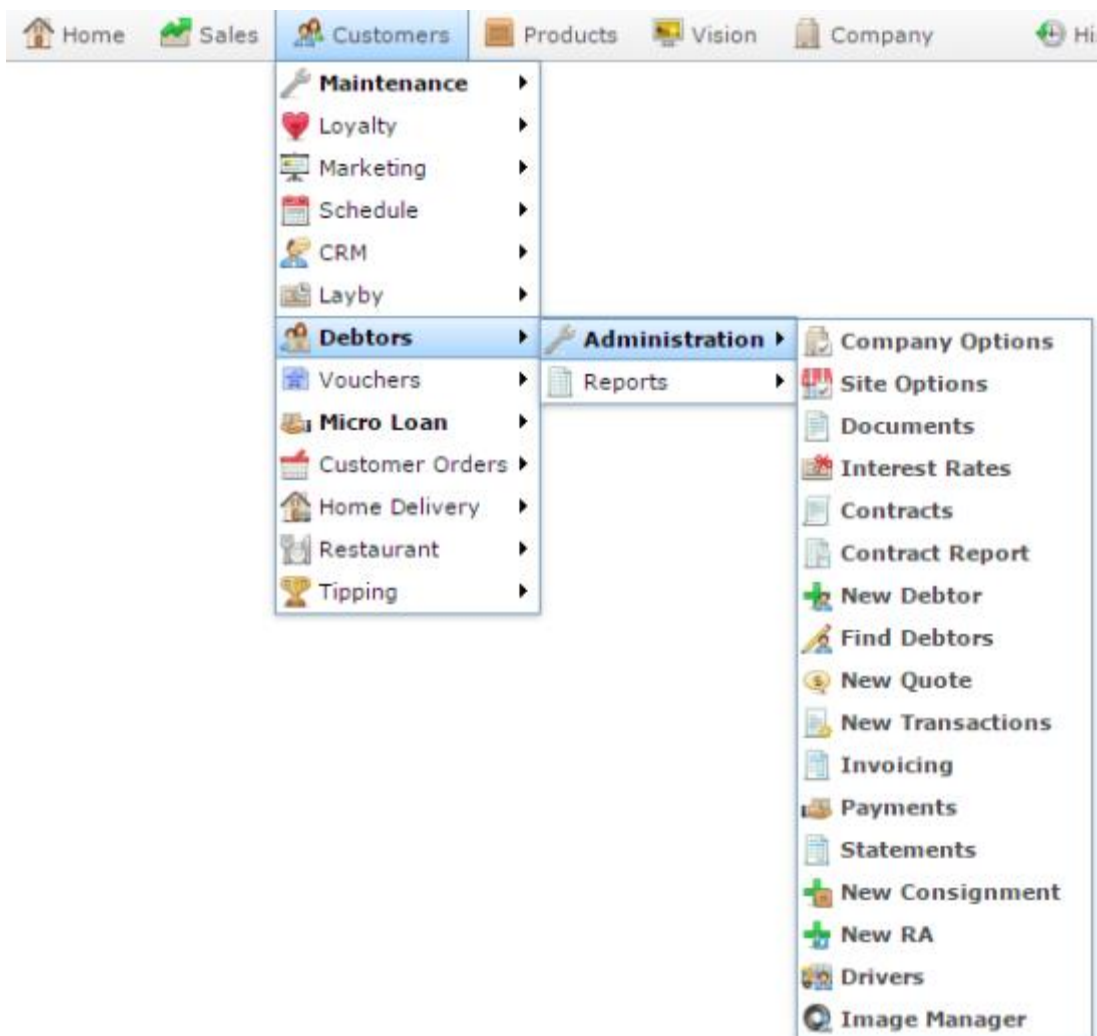 Home Sales Customers Products Vision Company Hi
Maintenance
Loyalty
Marketing
Schedule
CRM
Layby
Debtors
Vouchers
Micro Loan
Customer Orders
Home Delivery
Restaurant
Tipping
Administration
Reports
Company Options
Site Options
Documents
Interest Rates
Contracts
Contract Report
New Debtor
Find Debtors
New Quote
New Transactions
Invoicing
Payments
Statements
New Consignment
New RA
Drivers
Image Manager